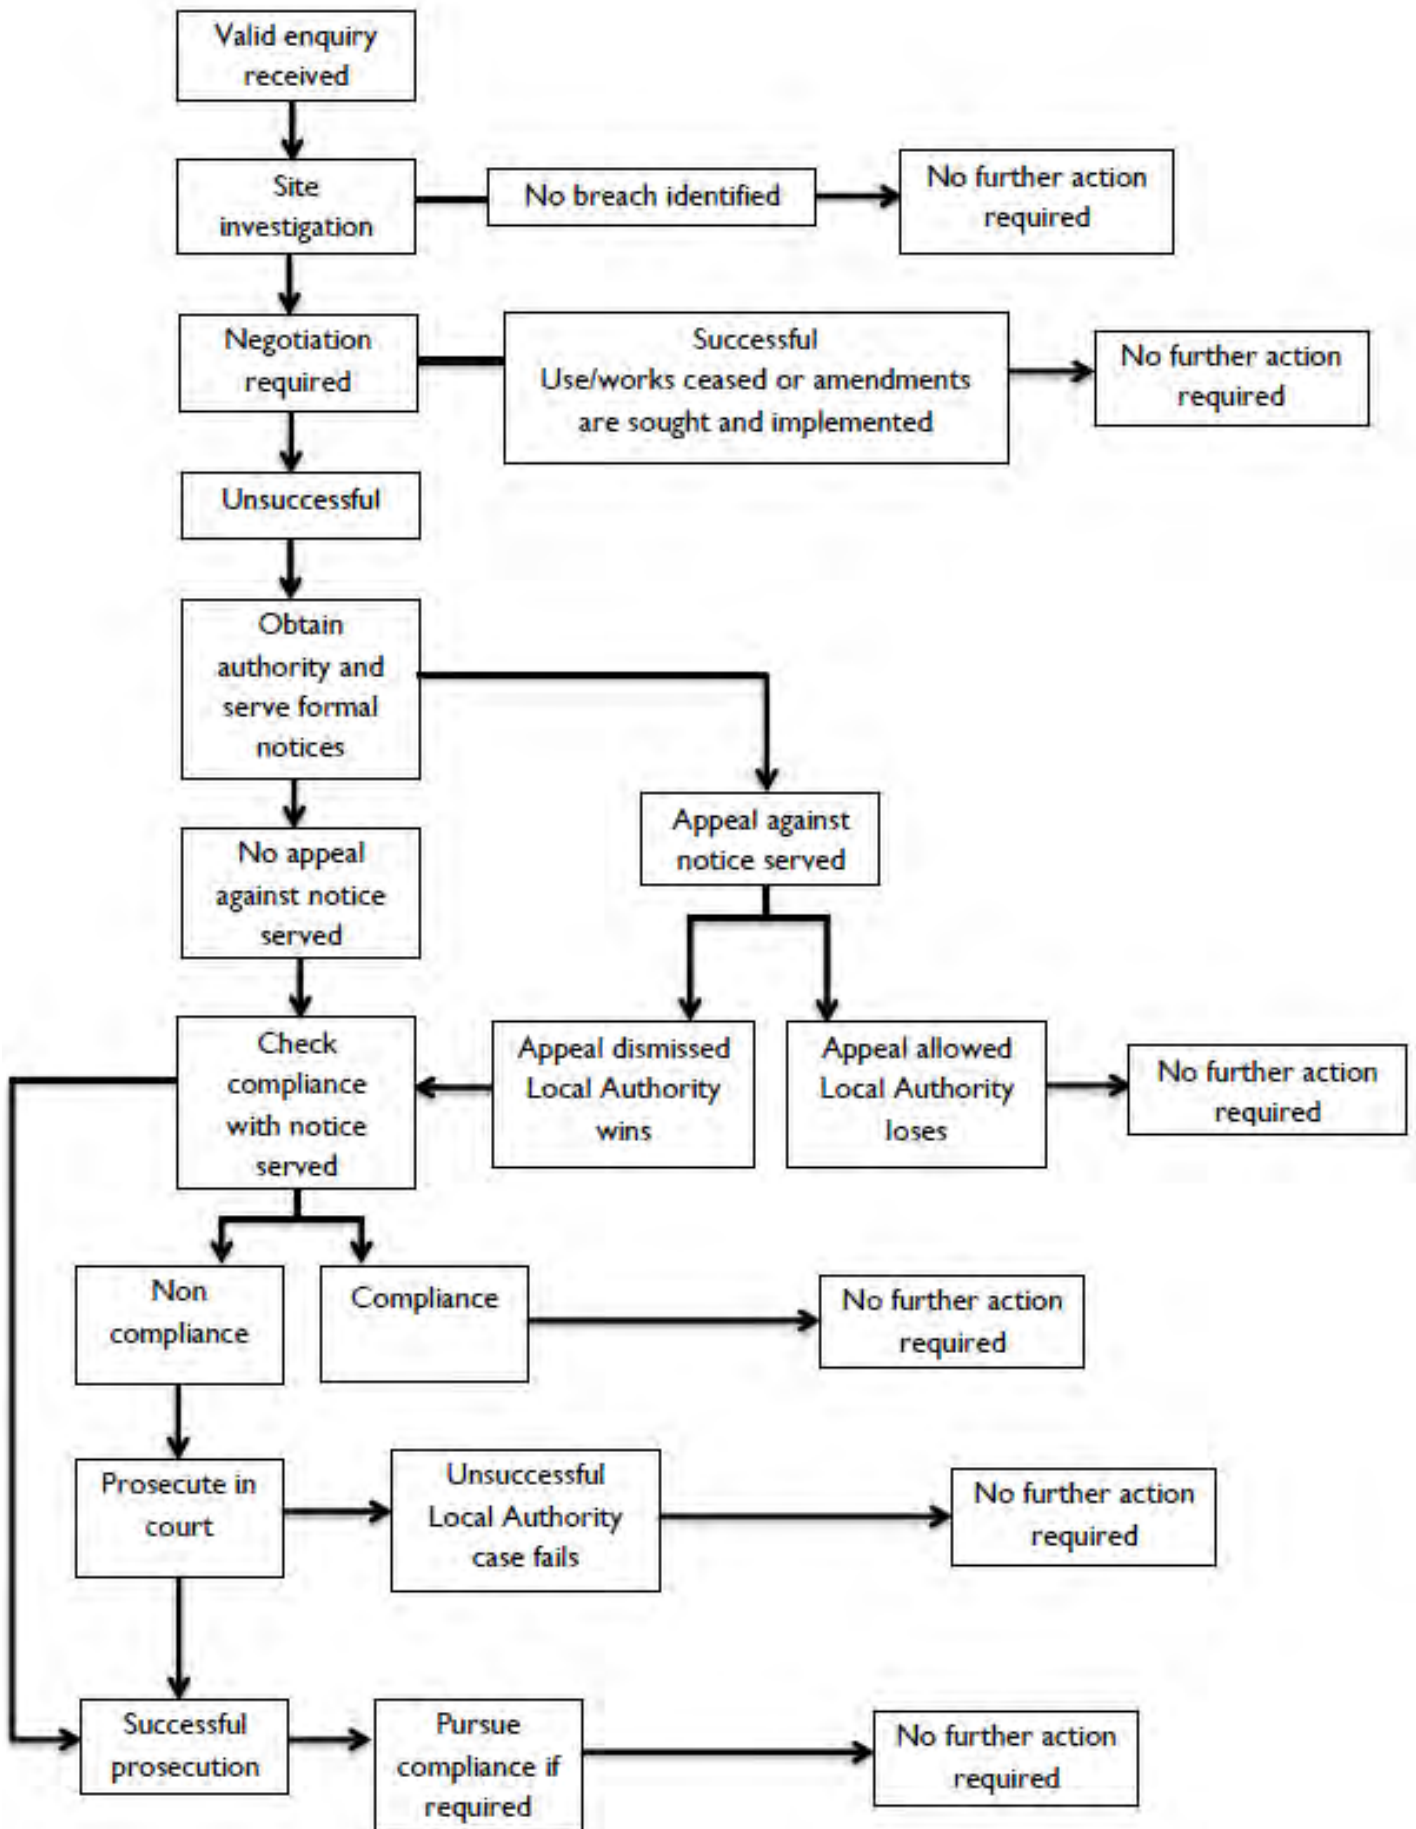 Valid enquiry
received
Site
investigation
No breach identified
No further action
required
Negotiation
required
Successful
Use/works ceased or amendments
are sought and implemented
No further action
required
Unsuccessful
Obtain
authority and
serve formal
notices
Appeal against
notice served
No appeal
against notice
served
Check
compliance
with notice
served
Appeal dismissed
Local Authority
wins
Appeal allowed
Local Authority
loses
No further action
required
Non
compliance
Compliance
No further action
required
Prosecute in
court
Unsuccessful
Local Authority
case fails
No further action
required
Successful
prosecution
Pursue
compliance if
required
No further action
required